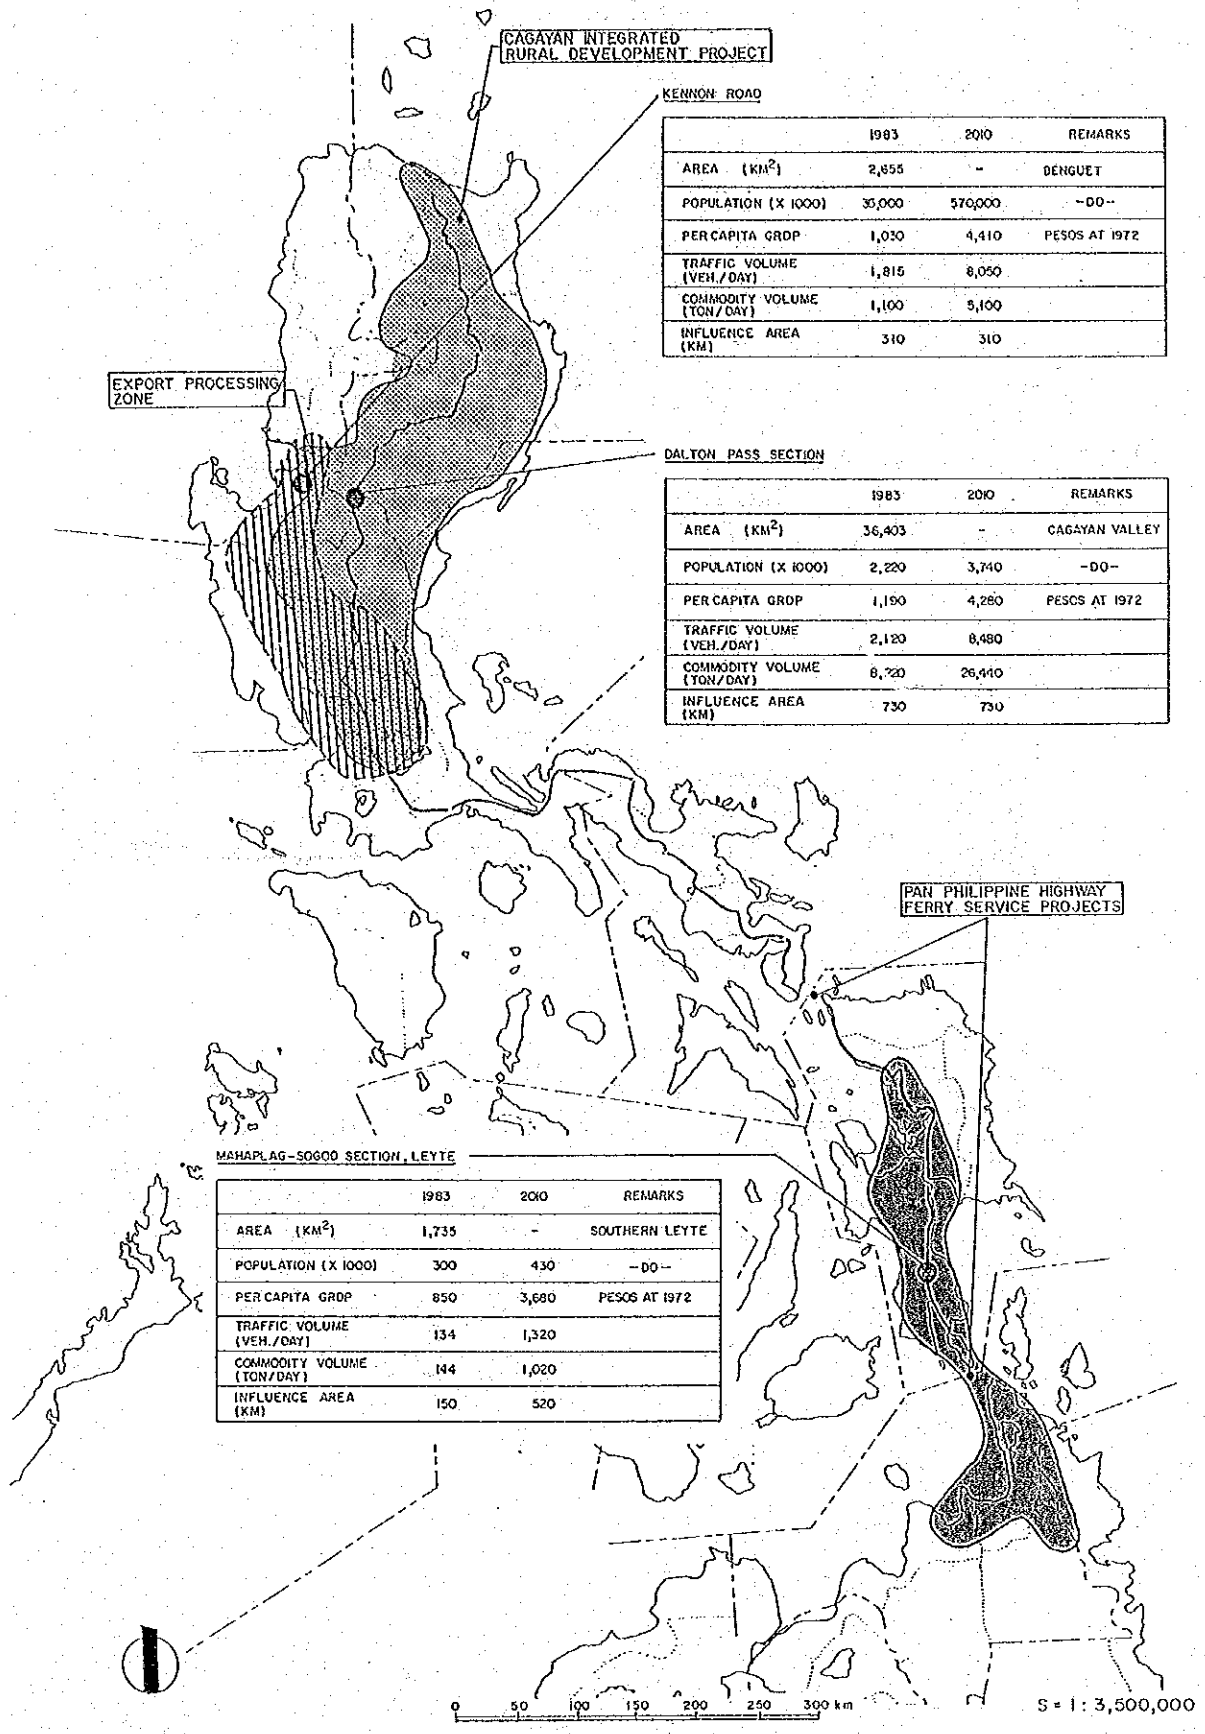 CAGAYAN INTEGRATED
RURAL DEVELOPMENT PROJECT
KENNON ROAD
1983 2010 REMARKS
AREA (KM²) 2,655 - BENGUET
POPULATION (X 1000) 570,000 -DO-
PER CAPITA GRDP 1,030 4,410 PESOS AT 1972
TRAFFIC VOLUME
(VEH./DAY) 1,815 8,050
COMMODITY VOLUME
(TON/DAY) 1,100 5,100
INFLUENCE AREA
(KM) 310 310
EXPORT PROCESSING
ZONE
DALTON PASS SECTION
1983 2010 REMARKS
AREA (KM²) 36,403 - CAGAYAN VALLEY
POPULATION (X 1000) 2,220 3,740 -DO-
PER CAPITA GRDP 1,190 4,280 PESOS AT 1972
TRAFFIC VOLUME
(VEH./DAY) 2,120 8,480
COMMODITY VOLUME
(TON/DAY) 26,440
INFLUENCE AREA
(KM) 730 730
PAN PHILIPPINE HIGHWAY
FERRY SERVICE PROJECTS
MAHAPLAG-SOGOD SECTION, LEYTE
1983 2010 REMARKS
AREA (KM²) 1,735 - SOUTHERN LEYTE
POPULATION (X 1000) 300 430 -DO-
PER CAPITA GRDP 850 3,680 PESOS AT 1972
TRAFFIC VOLUME
(VEH./DAY) 134 1,320
COMMODITY VOLUME
(TON/DAY) 144 1,020
INFLUENCE AREA
(KM) 150 520
0 50 100 150 200 250 300 km
S = 1 : 3,500,000